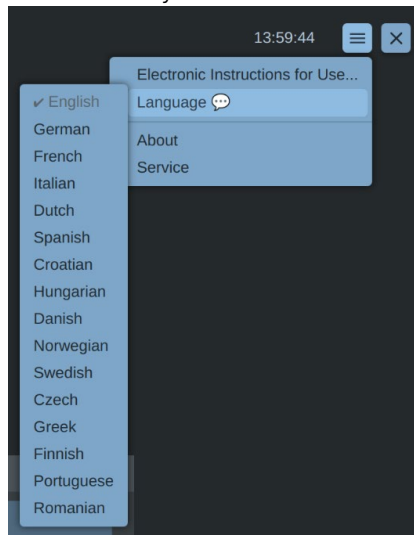 13:59:44
Electronic Instructions for Use...
Language 💬
About
Service
✔ English
German
French
Italian
Dutch
Spanish
Croatian
Hungarian
Danish
Norwegian
Swedish
Czech
Greek
Finnish
Portuguese
Romanian